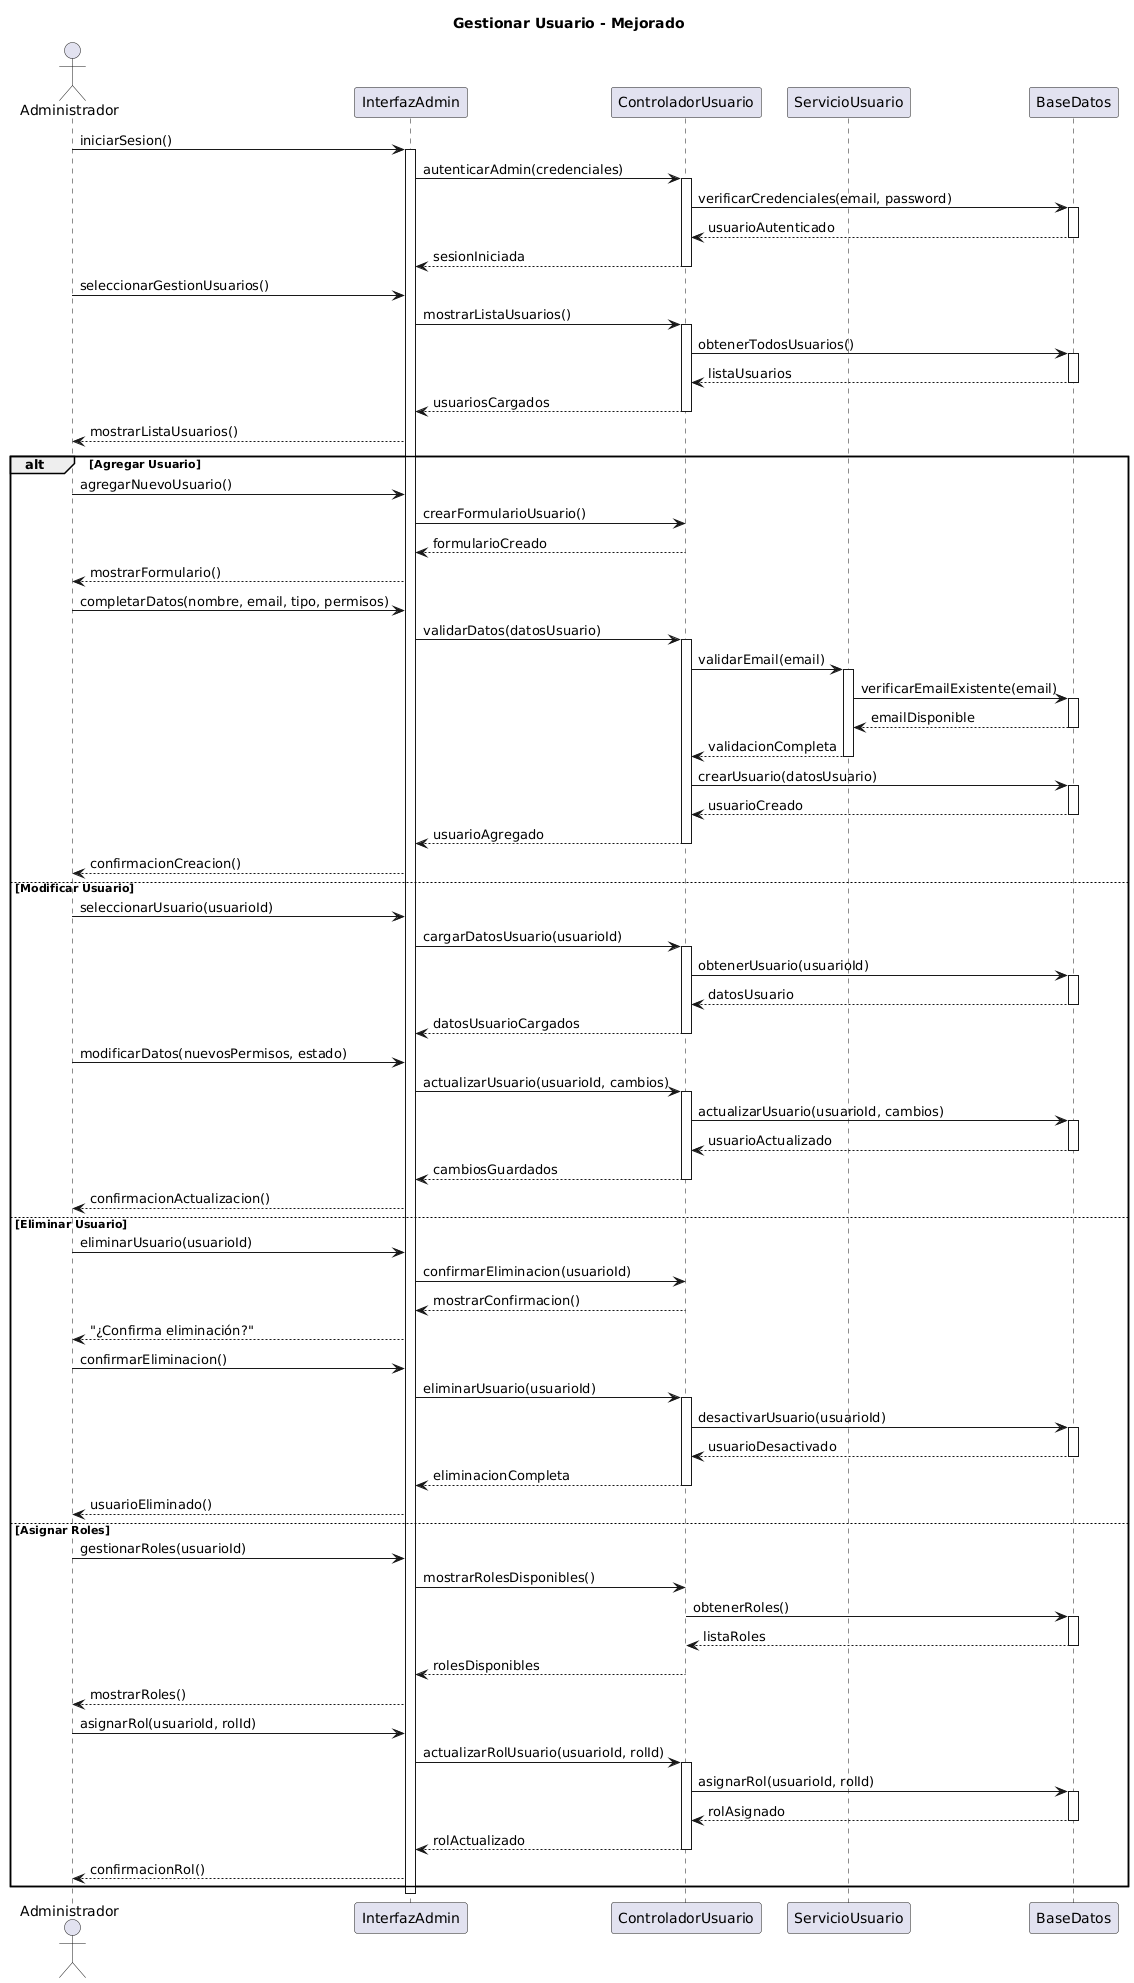 Gestionar Usuario - Mejorado
Administrador
InterfazAdmin
ControladorUsuario
ServicioUsuario
BaseDatos
iniciarSesion()
autenticarAdmin(credenciales)
verificarCredenciales(email, password)
usuarioAutenticado
sesionIniciada
seleccionarGestionUsuarios()
mostrarListaUsuarios()
obtenerTodosUsuarios()
listaUsuarios
usuariosCargados
mostrarListaUsuarios()
alt
[Agregar Usuario]
agregarNuevoUsuario()
crearFormularioUsuario()
formularioCreado
mostrarFormulario()
completarDatos(nombre, email, tipo, permisos)
validarDatos(datosUsuario)
validarEmail(email)
verificarEmailExistente(email)
emailDisponible
validacionCompleta
crearUsuario(datosUsuario)
usuarioCreado
usuarioAgregado
confirmacionCreacion()
[Modificar Usuario]
seleccionarUsuario(usuarioId)
cargarDatosUsuario(usuarioId)
obtenerUsuario(usuarioId)
datosUsuario
datosUsuarioCargados
modificarDatos(nuevosPermisos, estado)
actualizarUsuario(usuarioId, cambios)
actualizarUsuario(usuarioId, cambios)
usuarioActualizado
cambiosGuardados
confirmacionActualizacion()
[Eliminar Usuario]
eliminarUsuario(usuarioId)
confirmarEliminacion(usuarioId)
mostrarConfirmacion()
"¿Confirma eliminación?"
confirmarEliminacion()
eliminarUsuario(usuarioId)
desactivarUsuario(usuarioId)
usuarioDesactivado
eliminacionCompleta
usuarioEliminado()
[Asignar Roles]
gestionarRoles(usuarioId)
mostrarRolesDisponibles()
obtenerRoles()
listaRoles
rolesDisponibles
mostrarRoles()
asignarRol(usuarioId, rolId)
actualizarRolUsuario(usuarioId, rolId)
asignarRol(usuarioId, rolId)
rolAsignado
rolActualizado
confirmacionRol()
Administrador
InterfazAdmin
ControladorUsuario
ServicioUsuario
BaseDatos